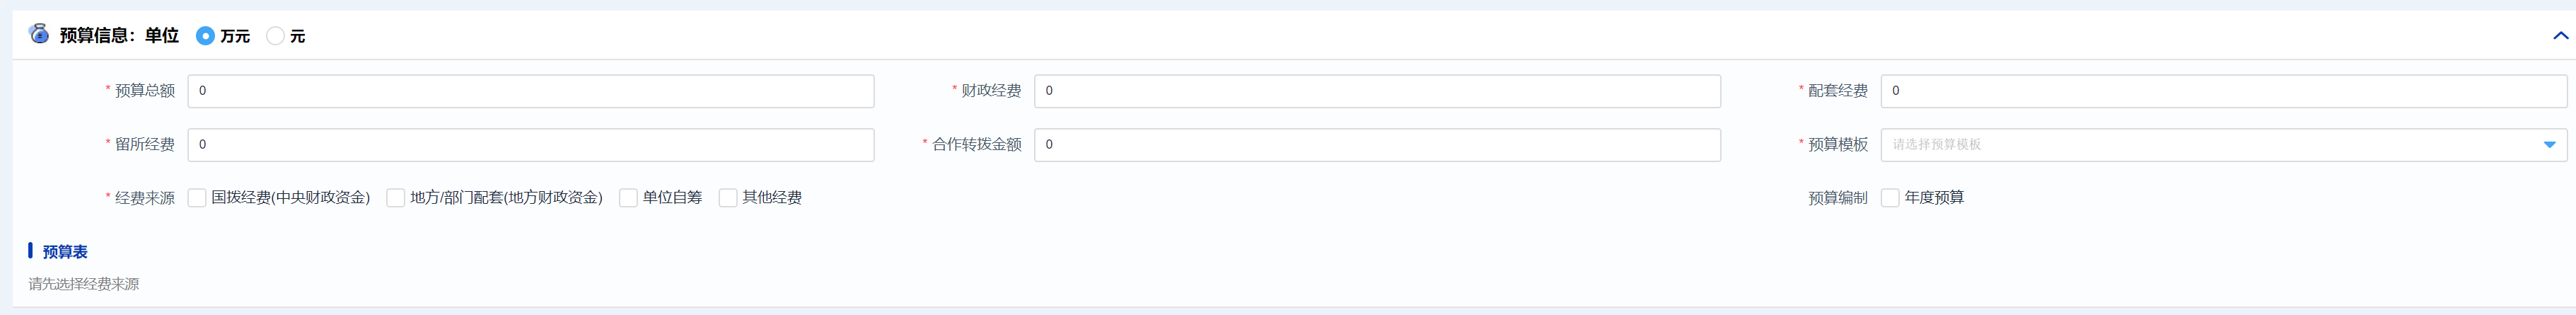 预算信息：单位 万元 元
* 预算总额 0 * 财政经费 0 * 配套经费 0
* 留所经费 0 * 合作转拨金额 0 * 预算模板 请选择预算模板
* 经费来源 国拨经费(中央财政资金) 地方/部门配套(地方财政资金) 单位自筹 其他经费 预算编制 年度预算
预算表
请先选择经费来源